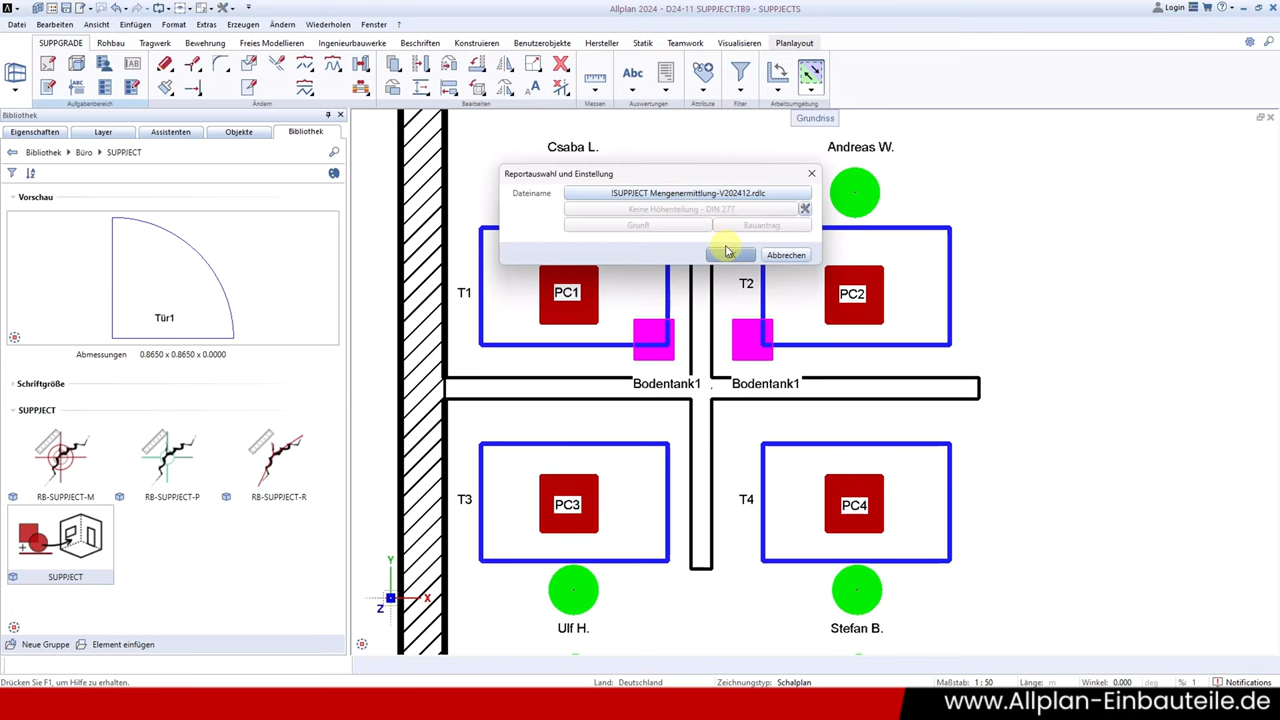 Allplan 2024 - D24-11 SUPPJECT:TB9 - SUPPJECTS
Login
Datei Bearbeiten Ansicht Einfügen Format Extras Erzeugen Ändern Wiederholen Fenster ?
SUPPGRADE Rohbau Tragwerk Bewehrung Freies Modellieren Ingenieurbauwerke Beschriften Konstruieren Benutzerobjekte Hersteller Statik Teamwork Visualisieren Planlayout
Aufgabenbereich Ändern Bearbeiten Messen Auswertungen Attribute Filter Arbeitsumgebung
Abc
Bibliothek
Eigenschaften Layer Assistenten Objekte Bibliothek
Bibliothek Büro SUPPJECT
Vorschau
Tür1
Abmessungen 0.8650 x 0.8650 x 0.0000
Schriftgröße
SUPPJECT
RB-SUPPJECT-M RB-SUPPJECT-P RB-SUPPJECT-R
SUPPJECT
Neue Gruppe Element einfügen
Grundriss
Csaba L. Andreas W.
Reportauswahl und Einstellung
Dateiname !SUPPJECT Mengenermittlung-V202412.rdlc
Keine Höhenteilung - DIN 277
Grunfl Bauantrag
Abbrechen
T1 PC1 T2 PC2
Bodentank1 Bodentank1
T3 PC3 T4 PC4
Ulf H. Stefan B.
Y
X
Z
Drücken Sie F1, um Hilfe zu erhalten. Land: Deutschland Zeichnungstyp: Schalplan Maßstab: 1 : 50 Länge: m Winkel: 0.000 deg %: 1 Notifications
www.Allplan-Einbauteile.de